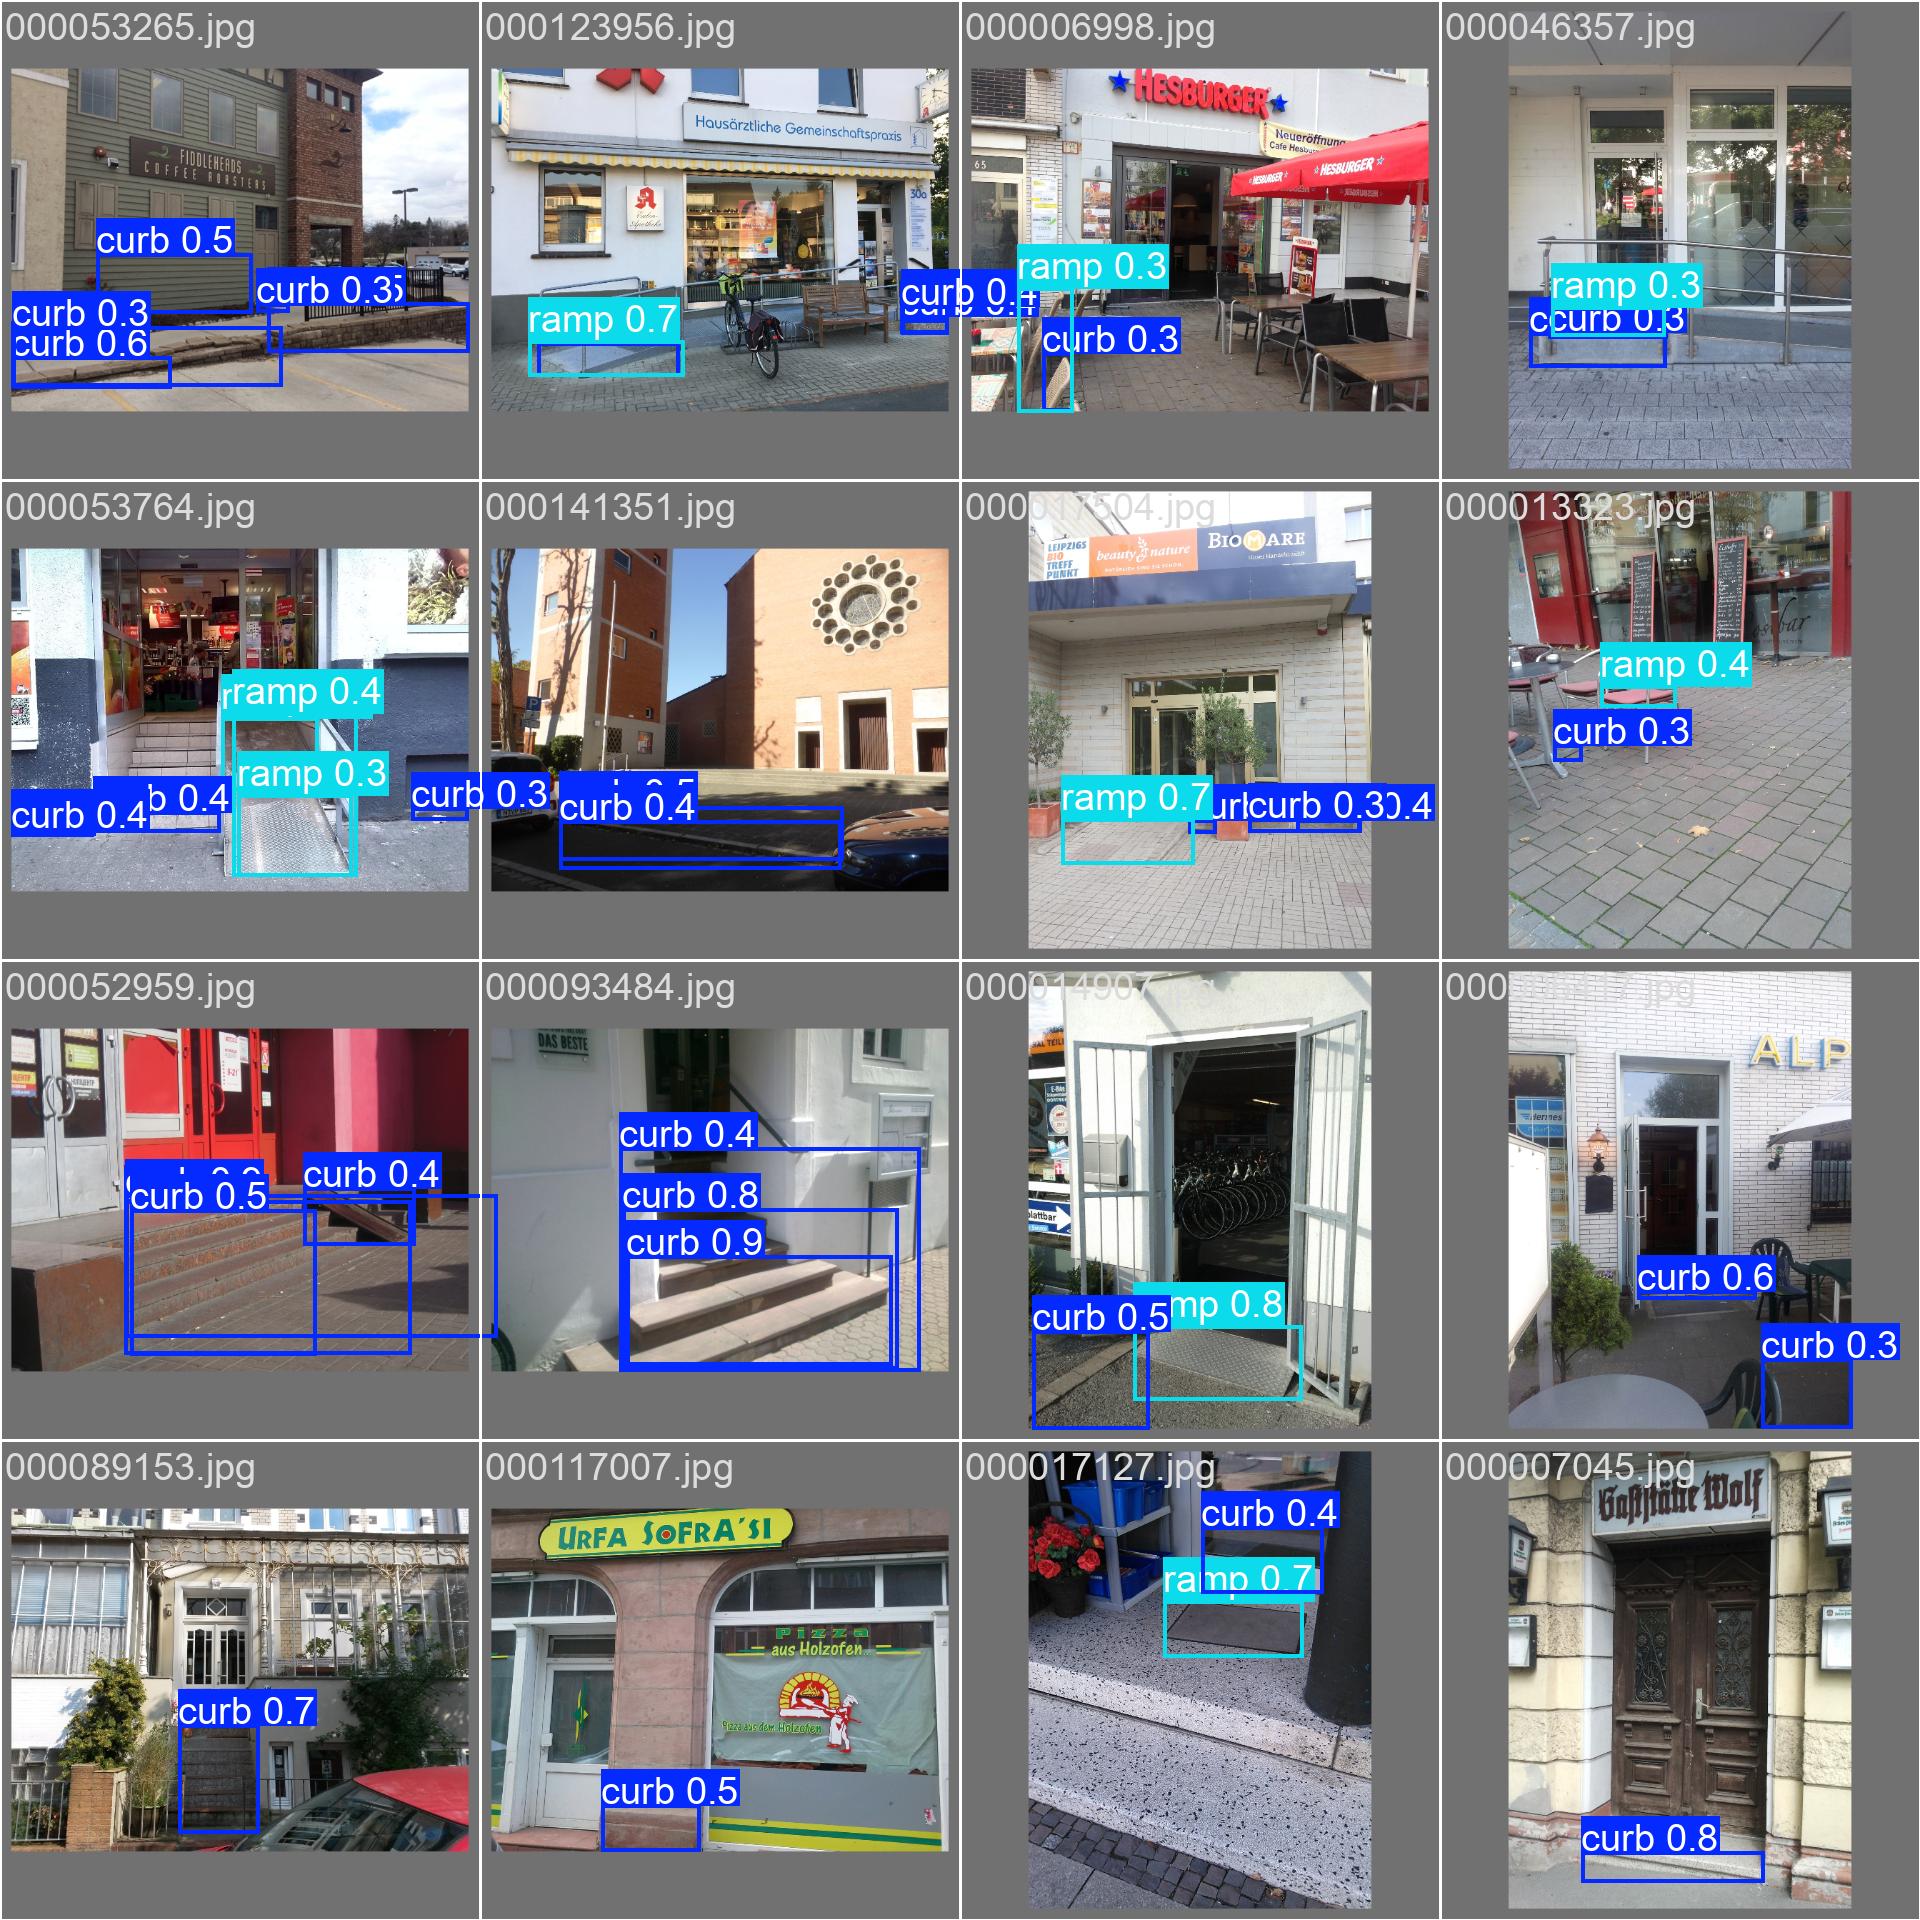 000053265.jpg
FIDDLEHEADS
COFFEE ROASTERS
curb 0.5
curb 0.3
curb 0.3
curb 0.6
000123956.jpg
Hausärztliche Gemeinschaftspraxis
30a
ramp 0.7
curb 0.4
000006998.jpg
HESBURGER
Neueröffnung
65
HESBURGER
HESBURGER
ramp 0.3
curb 0.3
000046357.jpg
ramp 0.3
curb 0.3
000053764.jpg
ramp 0.4
ramp 0.3
b 0.4
curb 0.4
curb 0.3
000141351.jpg
curb 0.4
000017504.jpg
LEIPZIGS
BIO
TREFF
PUNKT
beauty & nature
BIOMARE
ramp 0.7
curb 0.3
0.4
000013323.jpg
ramp 0.4
curb 0.3
000052959.jpg
curb 0.4
curb 0.5
000093484.jpg
DAS BESTE
curb 0.4
curb 0.8
curb 0.9
000014907.jpg
curb 0.5
mp 0.8
ALP
Hermes
curb 0.6
curb 0.3
000089153.jpg
curb 0.7
000117007.jpg
URFA SOFRA'SI
Pizza
aus Holzofen
Pizza aus dem Holzofen
curb 0.5
000017127.jpg
curb 0.4
ramp 0.7
000007045.jpg
Gaststätte Wolf
curb 0.8